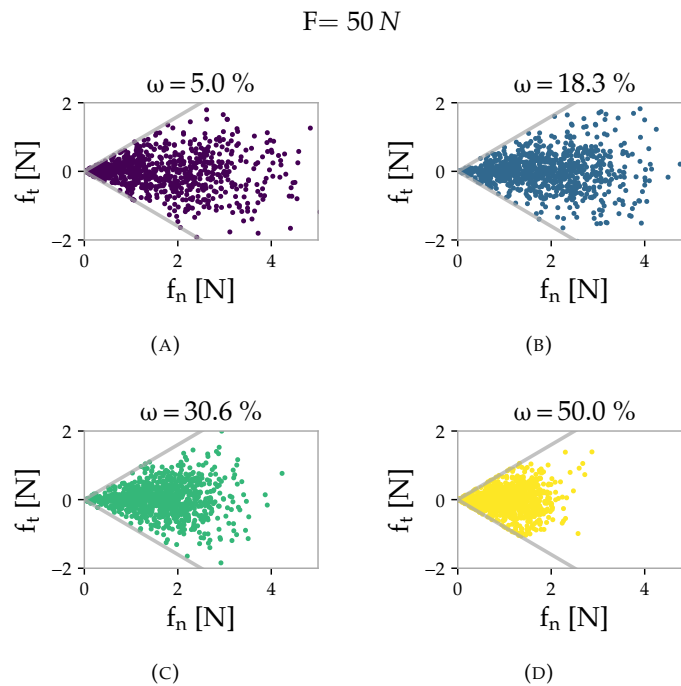 F= 50 N
ω = 5.0 %
2
0
−2
f_t [N]
0
2
4
f_n [N]
(A)
ω = 18.3 %
2
0
−2
f_t [N]
0
2
4
f_n [N]
(B)
ω = 30.6 %
2
0
−2
f_t [N]
0
2
4
f_n [N]
(C)
ω = 50.0 %
2
0
−2
f_t [N]
0
2
4
f_n [N]
(D)